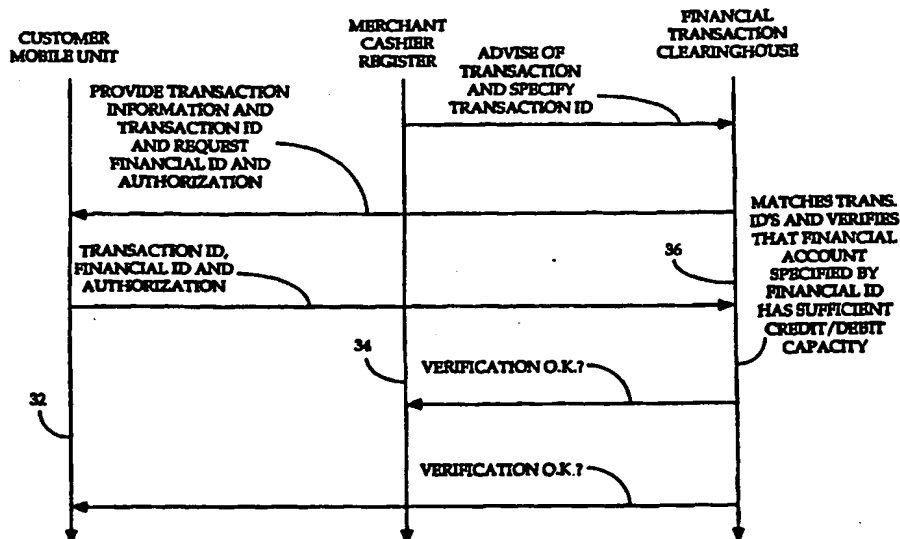 CUSTOMER
MOBILE UNIT
MERCHANT
CASHIER
REGISTER
FINANCIAL
TRANSACTION
CLEARINGHOUSE
ADVISE OF
TRANSACTION
AND SPECIFY
TRANSACTION ID
PROVIDE TRANSACTION
INFORMATION AND
TRANSACTION ID
AND REQUEST
FINANCIAL ID AND
AUTHORIZATION
MATCHES TRANS.
ID'S AND VERIFIES
THAT FINANCIAL
ACCOUNT
SPECIFIED BY
FINANCIAL ID
HAS SUFFICIENT
CREDIT/DEBIT
CAPACITY
TRANSACTION ID,
FINANCIAL ID AND
AUTHORIZATION
36
34
VERIFICATION O.K.?
32
VERIFICATION O.K.?